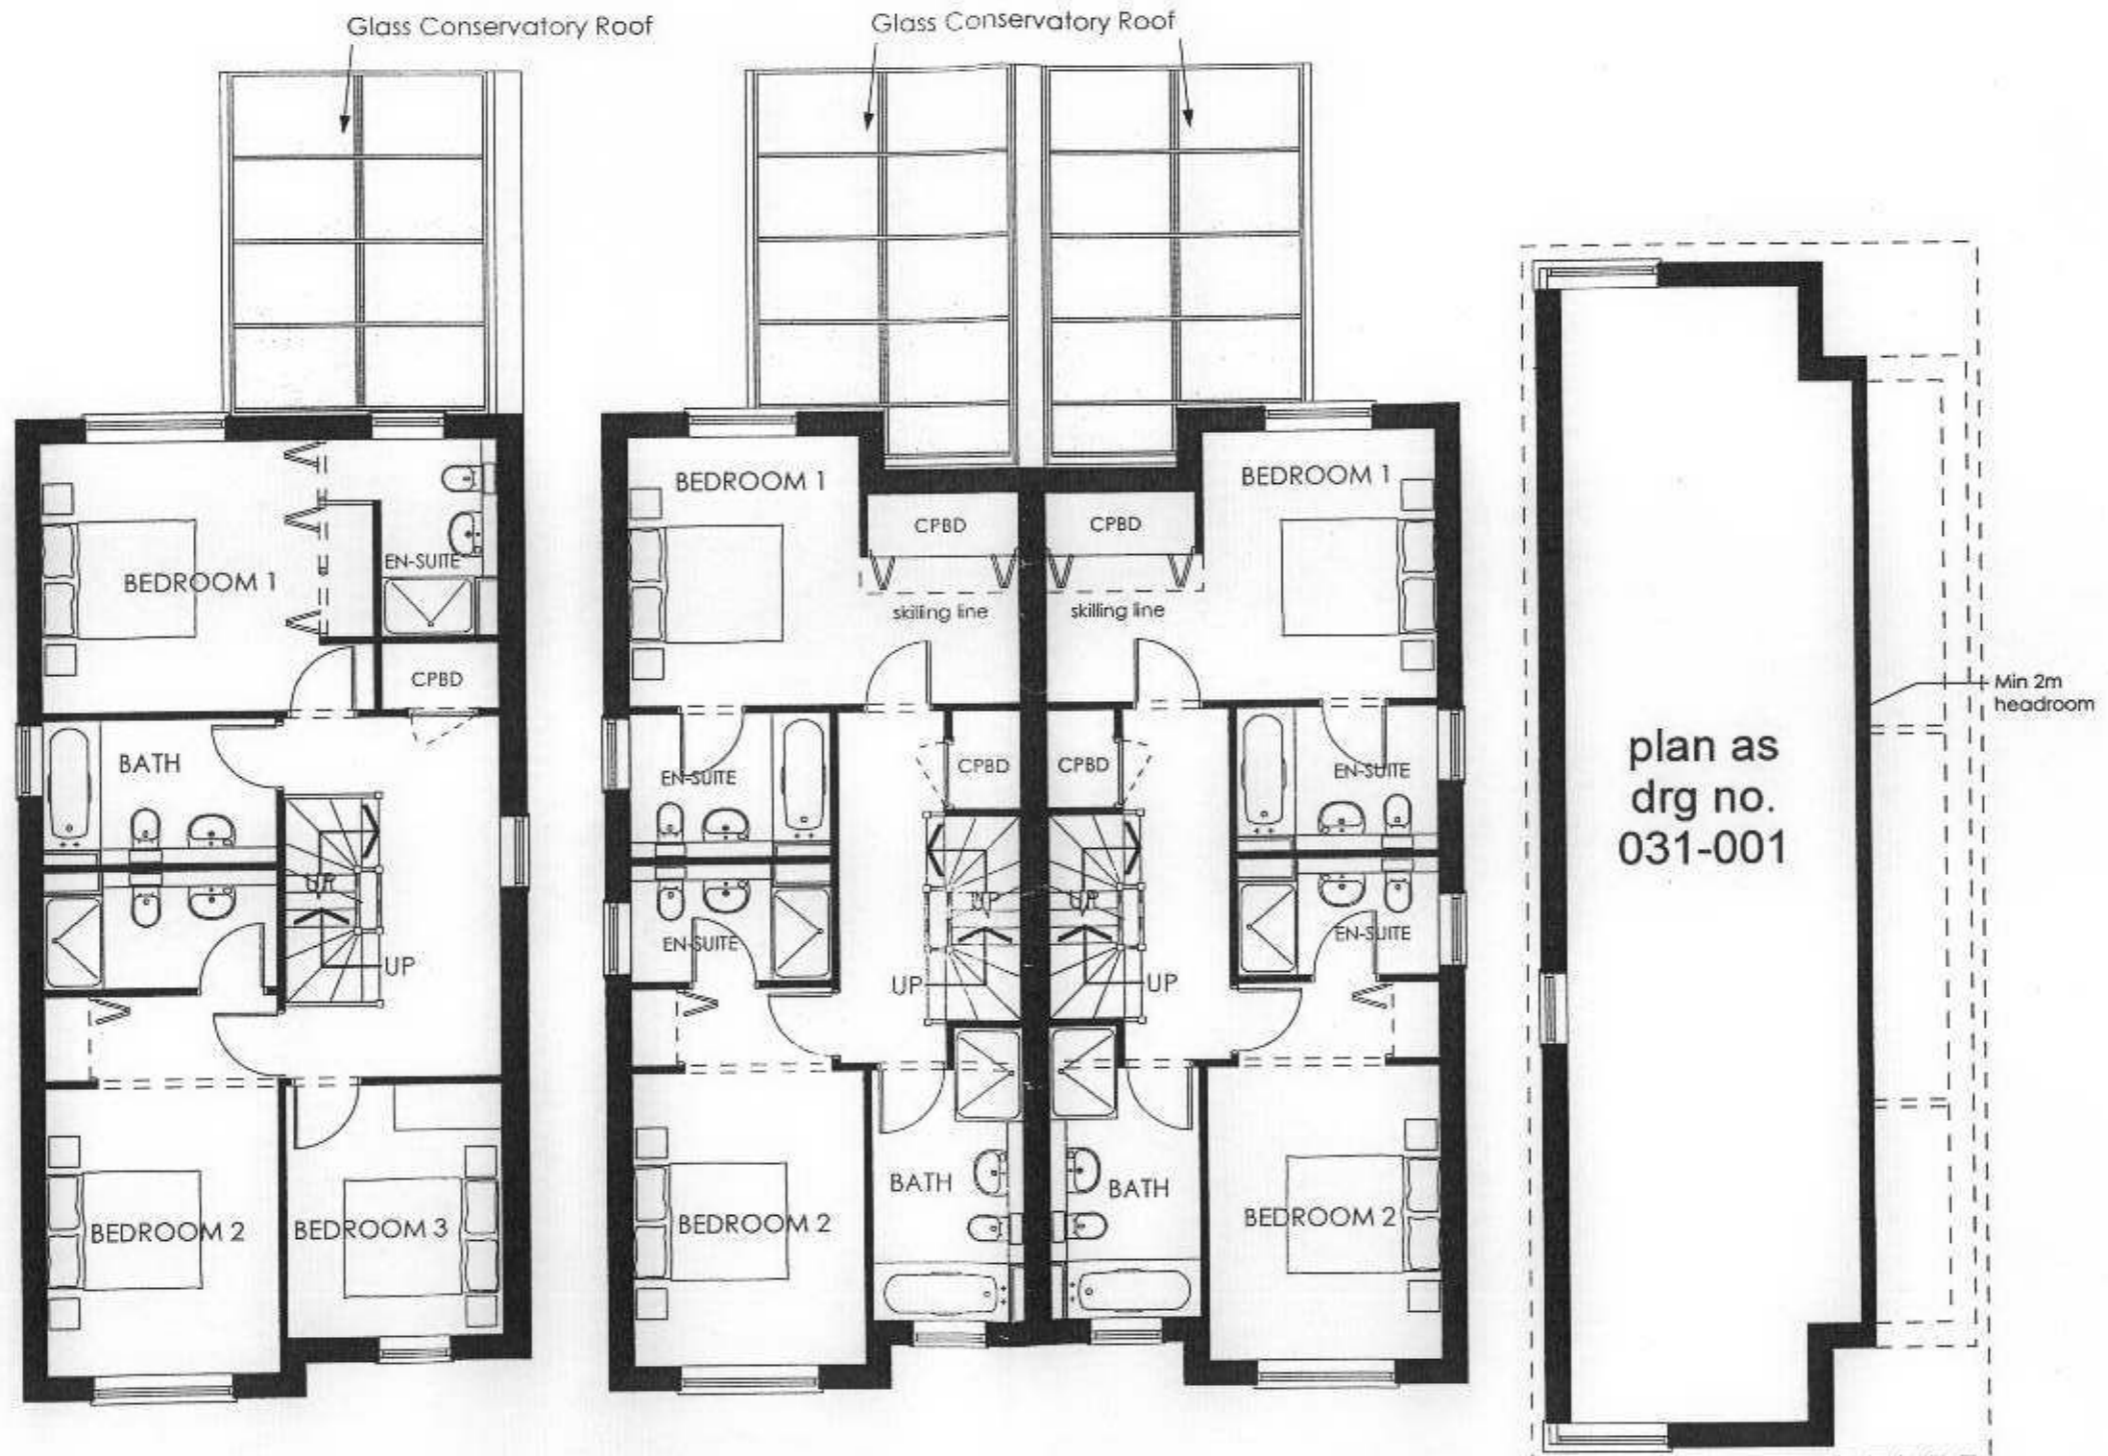 Glass Conservatory Roof
Glass Conservatory Roof
BEDROOM 1
EN-SUITE
CPBD
BATH
UP
UP
BEDROOM 2
BEDROOM 3
BEDROOM 1
CPBD
skilling line
EN-SUITE
CPBD
EN-SUITE
UP
UP
BATH
BEDROOM 2
BEDROOM 1
CPBD
skilling line
CPBD
EN-SUITE
UP
EN-SUITE
UP
BATH
BEDROOM 2
plan as
drg no.
031-001
Min 2m
headroom